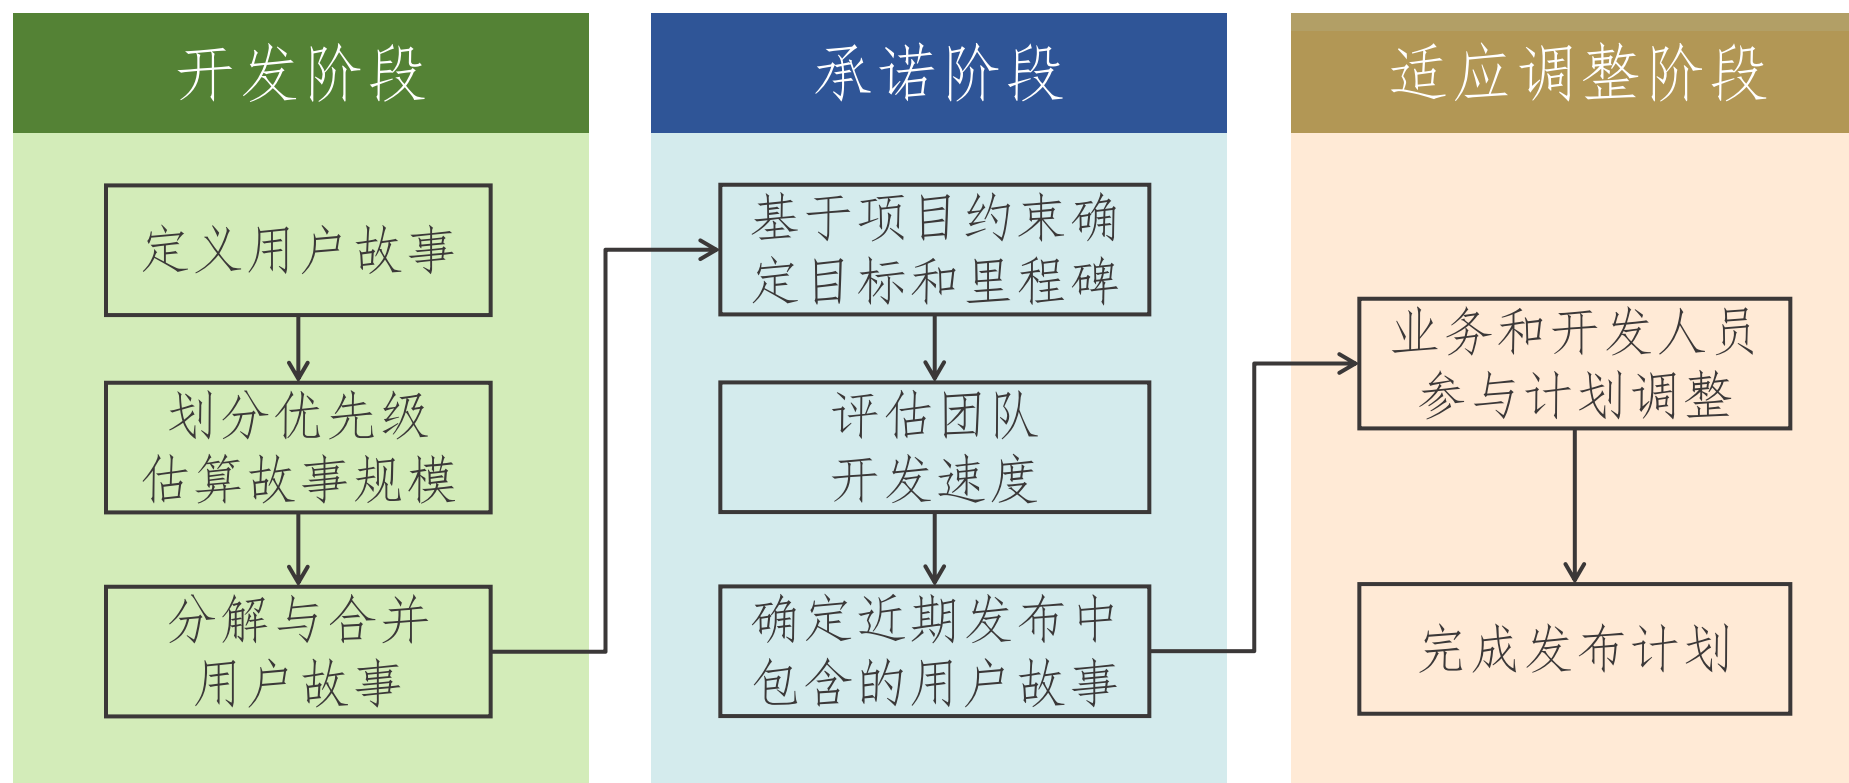 开发阶段
定义用户故事
划分优先级
估算故事规模
分解与合并
用户故事
承诺阶段
基于项目约束确
定目标和里程碑
评估团队
开发速度
确定近期发布中
包含的用户故事
适应调整阶段
业务和开发人员
参与计划调整
完成发布计划